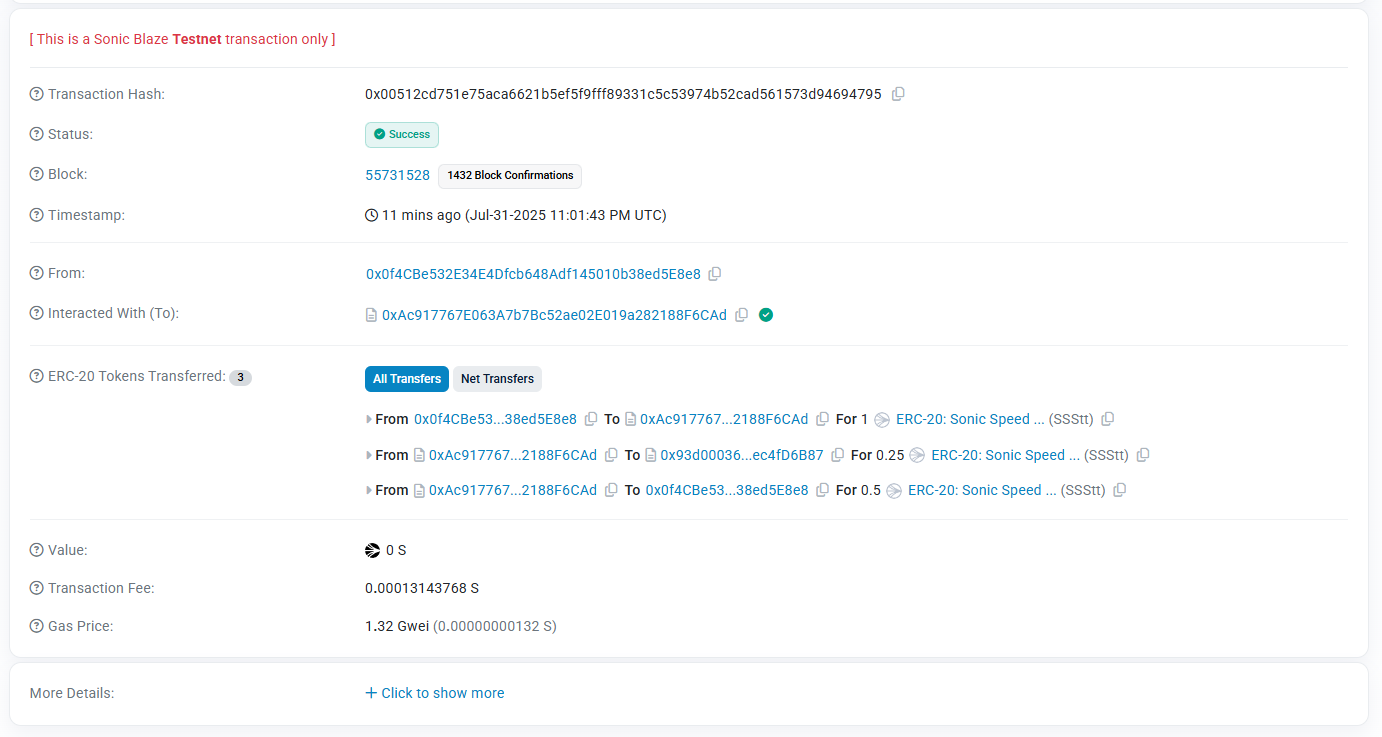 [ This is a Sonic Blaze Testnet transaction only ]
Transaction Hash: 0x00512cd751e75aca6621b5ef5f9fff89331c5c53974b52cad561573d94694795
Status: Success
Block: 55731528 1432 Block Confirmations
Timestamp: 11 mins ago (Jul-31-2025 11:01:43 PM UTC)
From: 0x0f4CBe532E34E4Dfcb648Adf145010b38ed5E8e8
Interacted With (To): 0xAc917767E063A7b7Bc52ae02E019a282188F6CAd
ERC-20 Tokens Transferred: 3 All Transfers Net Transfers
From 0x0f4CBe53...38ed5E8e8 To 0xAc917767...2188F6CAd For 1 ERC-20: Sonic Speed ... (SSStt)
From 0xAc917767...2188F6CAd To 0x93d00036...ec4fD6B87 For 0.25 ERC-20: Sonic Speed ... (SSStt)
From 0xAc917767...2188F6CAd To 0x0f4CBe53...38ed5E8e8 For 0.5 ERC-20: Sonic Speed ... (SSStt)
Value: 0 S
Transaction Fee: 0.00013143768 S
Gas Price: 1.32 Gwei (0.00000000132 S)
More Details: + Click to show more